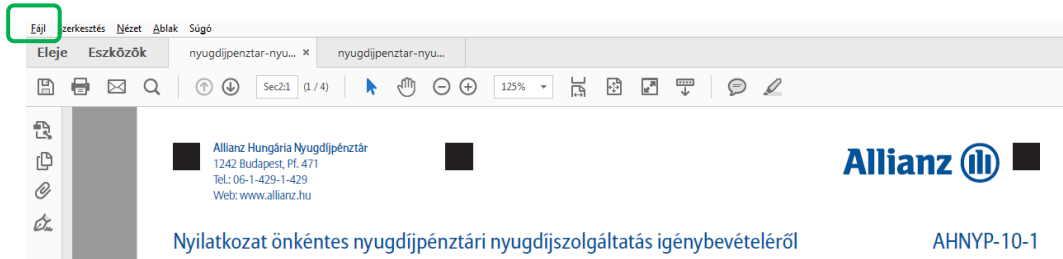 Fájl Szerkesztés Nézet Ablak Súgó
Eleje Eszközök nyugdijpenztar-nyu... × nyugdijpenztar-nyu...
Sec2:1 (1 / 4) 125%
Allianz Hungária Nyugdíjpénztár
1242 Budapest, Pf. 471
Tel.: 06-1-429-1-429
Web: www.allianz.hu
Allianz
Nyilatkozat önkéntes nyugdíjpénztári nyugdíjszolgáltatás igénybevételéről AHNYP-10-1